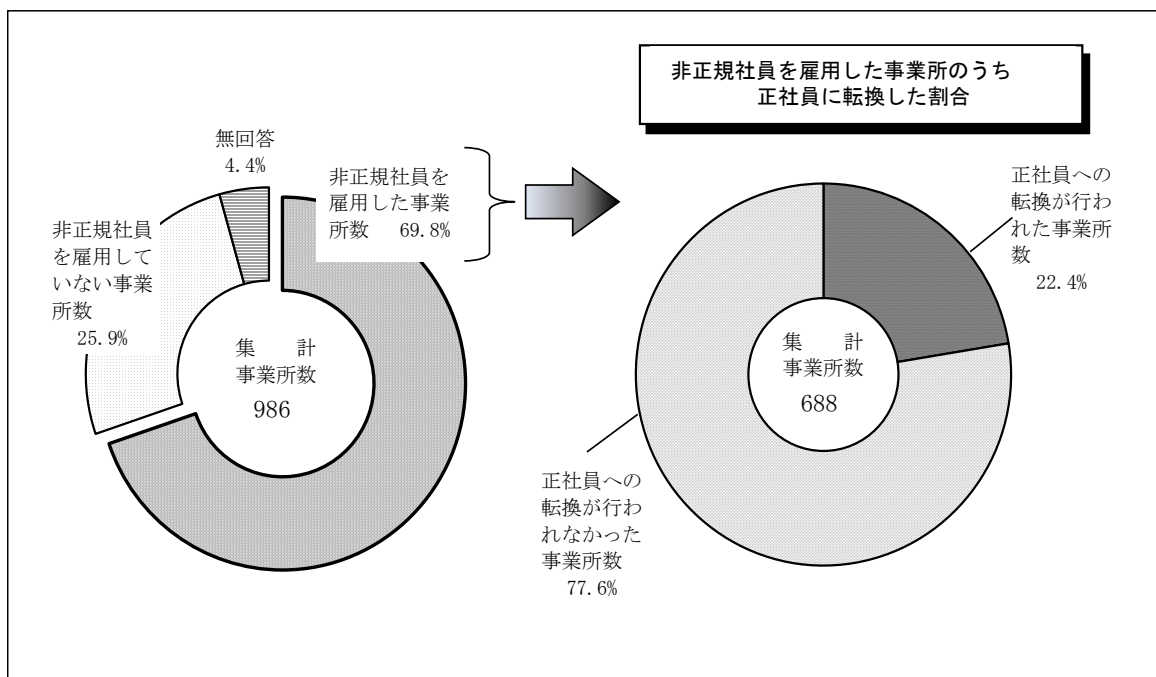 非正規社員を雇用した事業所のうち
正社員に転換した割合
無回答
4.4%
非正規社員を
雇用した事業
所数 69.8%
非正規社員
を雇用して
いない事業
所数
25.9%
集 計
事業所数
986
正社員への
転換が行わ
れた事業所
数
22.4%
集 計
事業所数
688
正社員への
転換が行わ
れなかった
事業所数
77.6%